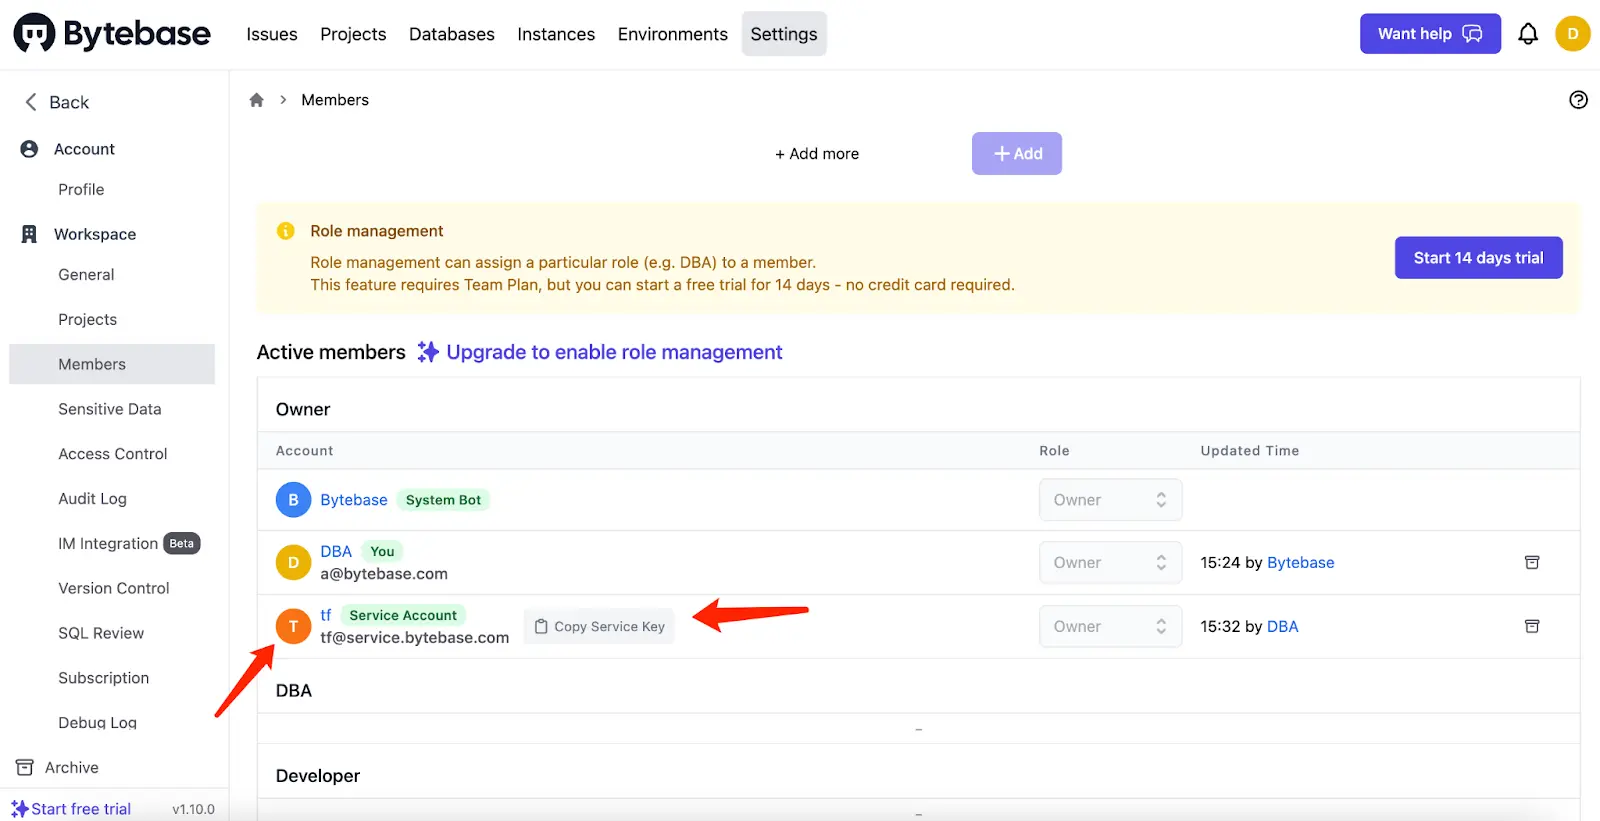 Bytebase Issues Projects Databases Instances Environments Settings Want help D
Back
Members
Account
+ Add more
Add
Profile
Workspace
Role management
Role management can assign a particular role (e.g. DBA) to a member.
This feature requires Team Plan, but you can start a free trial for 14 days - no credit card required.
Start 14 days trial
General
Projects
Members
Sensitive Data
Access Control
Audit Log
IM Integration Beta
Version Control
SQL Review
Subscription
Debug Log
Archive
Start free trial v1.10.0
Active members Upgrade to enable role management
Owner
Account Role Updated Time
B Bytebase System Bot Owner
D DBA You
a@bytebase.com
Owner 15:24 by Bytebase
T tf Service Account
tf@service.bytebase.com
Copy Service Key Owner 15:32 by DBA
DBA
–
Developer
–